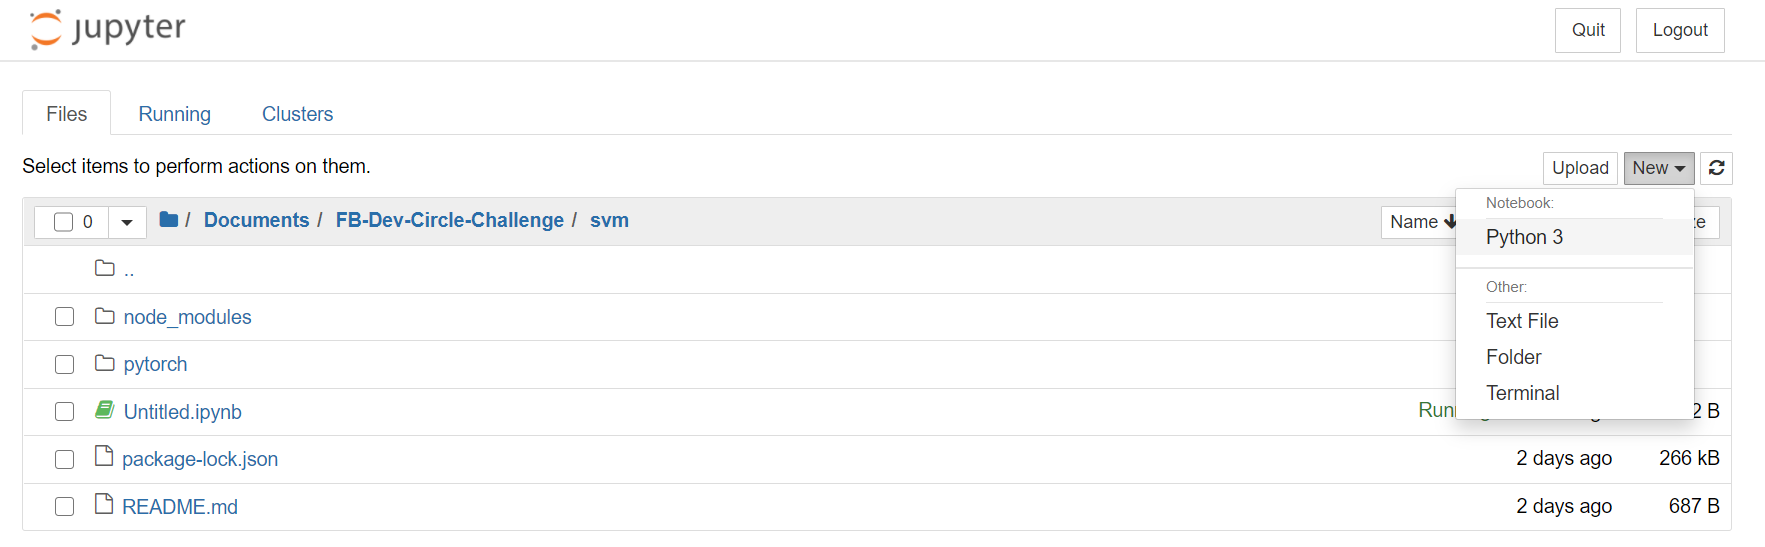 jupyter
Quit
Logout
Files
Running
Clusters
Select items to perform actions on them.
Upload
New
0
/ Documents / FB-Dev-Circle-Challenge / svm
Name
Notebook:
Python 3
Other:
Text File
Folder
Terminal
..
node_modules
pytorch
Untitled.ipynb
2 B
package-lock.json
2 days ago
266 kB
README.md
2 days ago
687 B